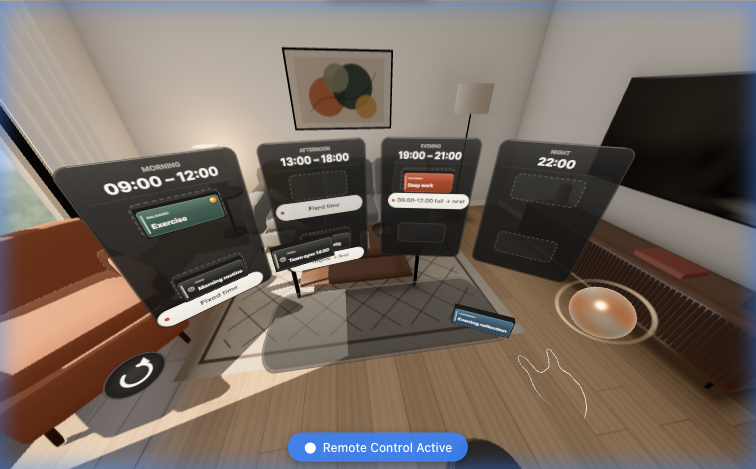 MORNING
09:00 – 12:00
BALANCED
Exercise
Morning routine
Fixed time
AFTERNOON
13:00 – 18:00
Fixed time
Team sync 14:00
EVENING
19:00 – 21:00
Deep work
09:00–12:00 full → next
NIGHT
22:00
Evening reflection
Remote Control Active